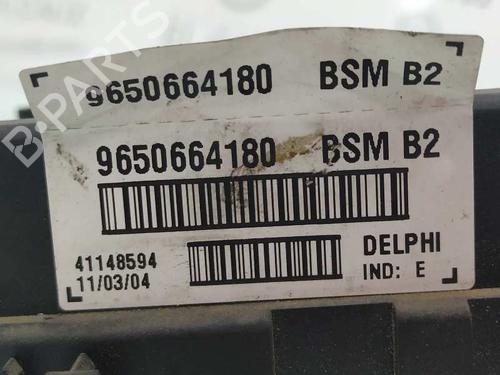 9650664180 BSM B2
9650664180 BSM B2
41148594 DELPHI
11/03/04 IND: E
B-PARTS